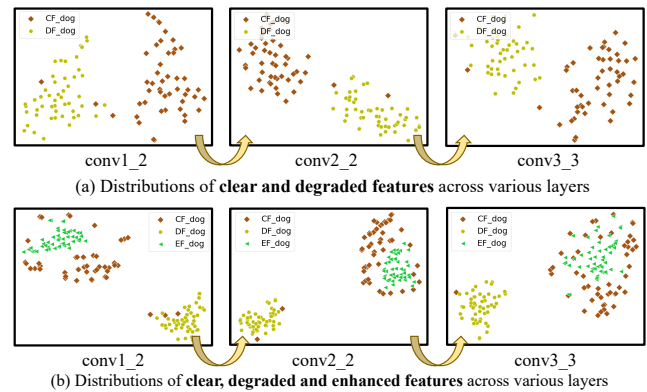 CF_dog
DF_dog
CF_dog
DF_dog
CF_dog
DF_dog
conv1_2 conv2_2 conv3_3
(a) Distributions of clear and degraded features across various layers
CF_dog
DF_dog
EF_dog
CF_dog
DF_dog
EF_dog
CF_dog
DF_dog
EF_dog
conv1_2 conv2_2 conv3_3
(b) Distributions of clear, degraded and enhanced features across various layers